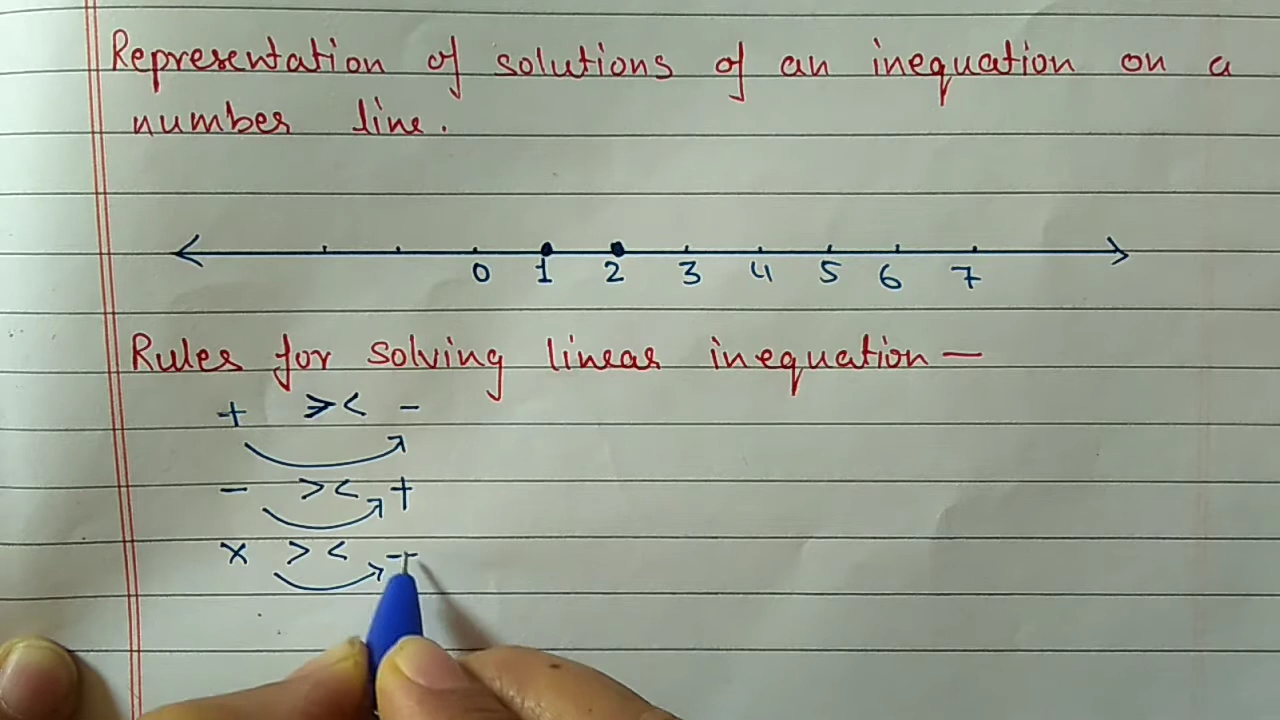 Representation of solutions of an inequation on a
number line.
0 1 2 3 4 5 6 7
Rules for solving linear inequation —
+ > < -
- > < +
× > <